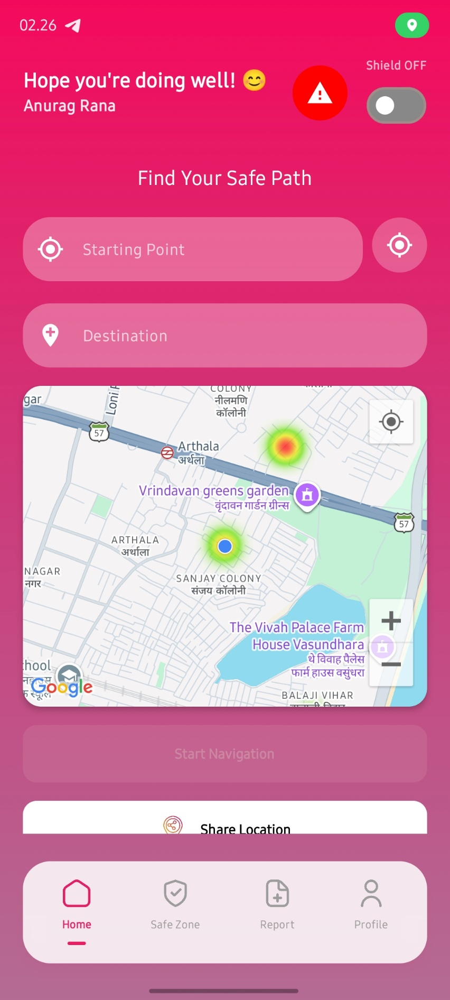 02.26
Shield OFF
Hope you're doing well! 😊
Anurag Rana
Find Your Safe Path
Starting Point
Destination
COLONY
नीलमणि
कॉलोनी
gar
Loni
57
Arthala
अर्थला
Vrindavan greens garden
वृंदावन गार्डन ग्रीन्स
57
ARTHALA
अर्थाला
NAGAR
नगर
SANJAY COLONY
संजय कॉलोनी
The Vivah Palace Farm
House Vasundhara
थे विवाह पैलेस
फार्म हाउस वसुंधरा
hool
Google
BALAJI VIHAR
Start Navigation
Share Location
Home
Safe Zone
Report
Profile